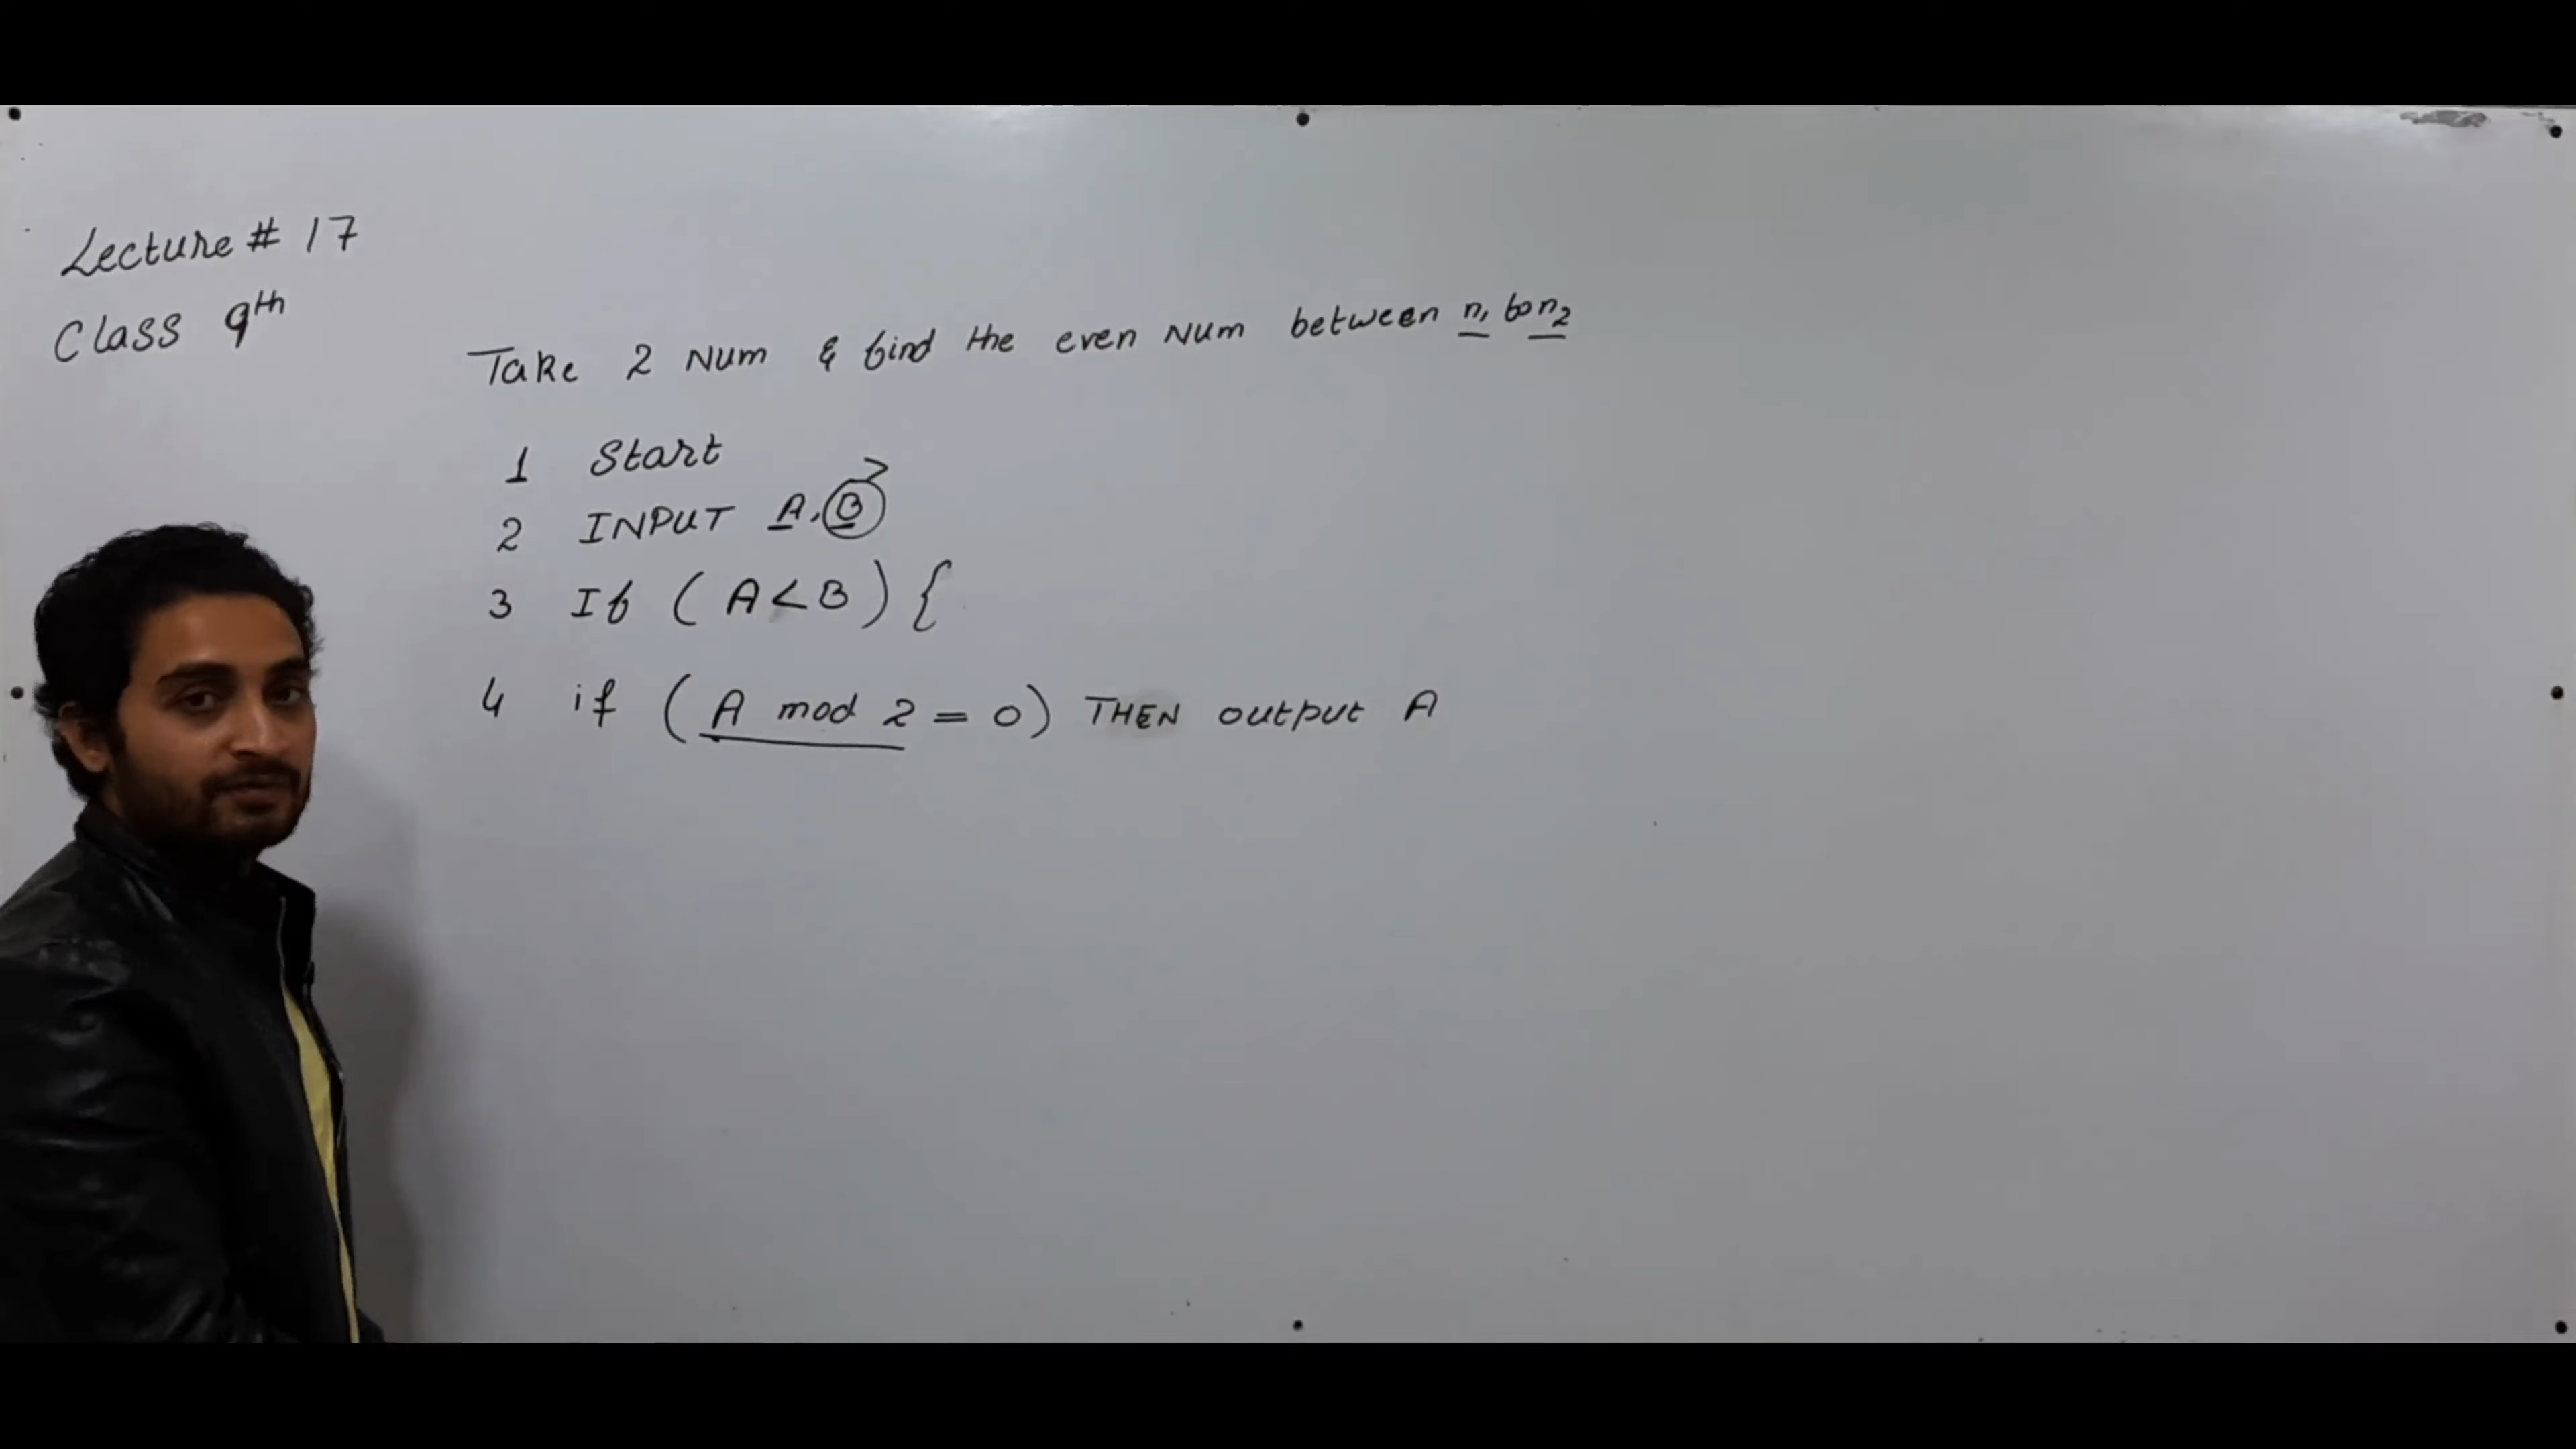 Lecture # 17
Class 9th
Take 2 Num & find the even Num between n1 to n2
1 Start
2 INPUT A, B
3 If ( A < B ) {
4 if ( A mod 2 = 0 ) THEN output A